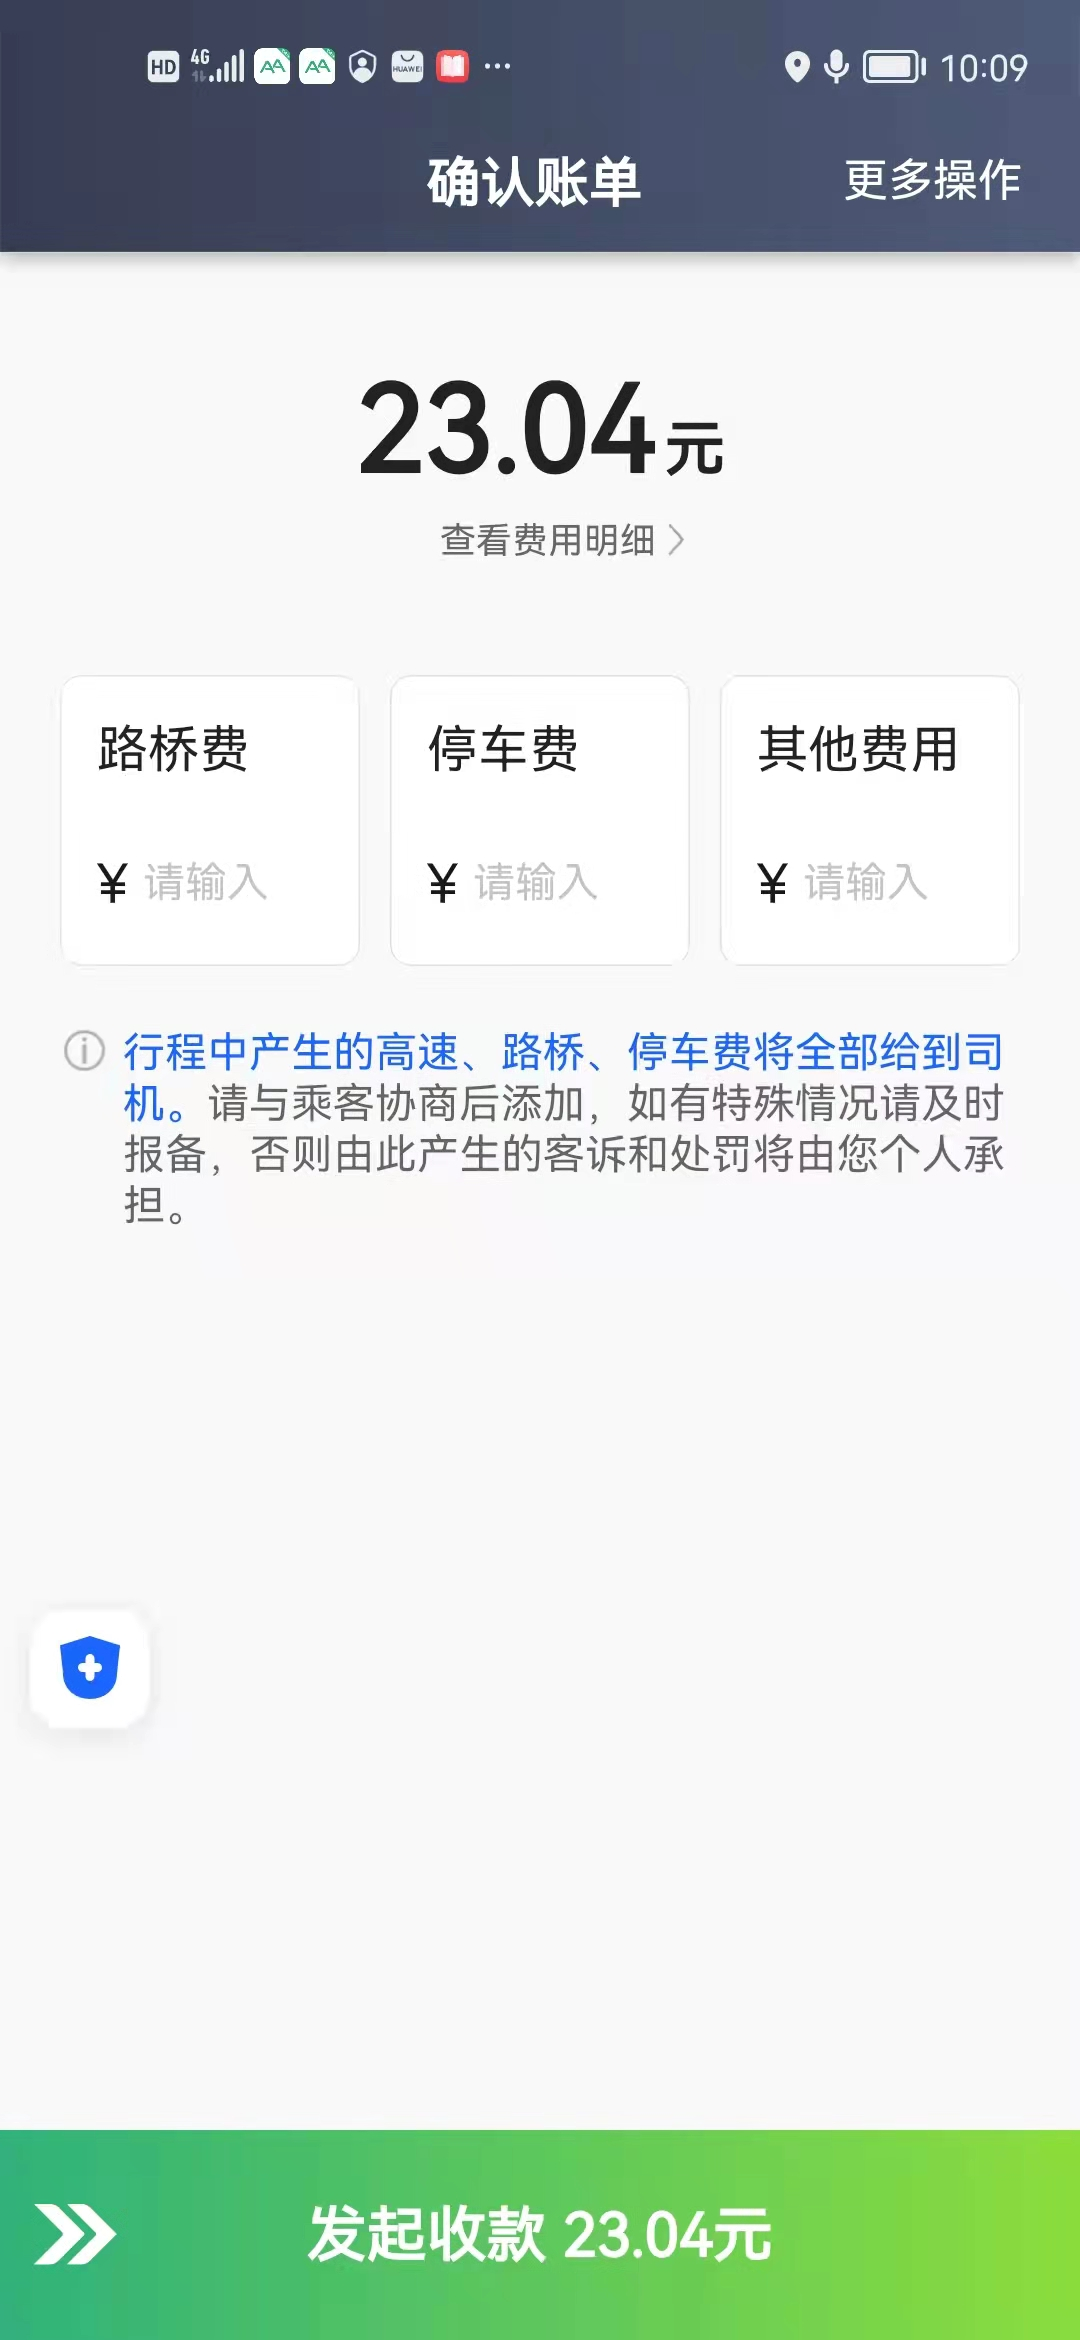 HD 4G HUAWEI 10:09
确认账单 更多操作
23.04元
查看费用明细
路桥费 停车费 其他费用
¥ 请输入 ¥ 请输入 ¥ 请输入
行程中产生的高速、路桥、停车费将全部给到司
机。请与乘客协商后添加，如有特殊情况请及时
报备，否则由此产生的客诉和处罚将由您个人承
担。
发起收款 23.04元